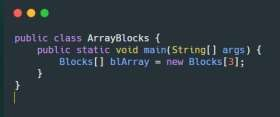 public class ArrayBlocks {
    public static void main(String[] args) {
        Blocks[] blArray = new Blocks[3];
    }
}